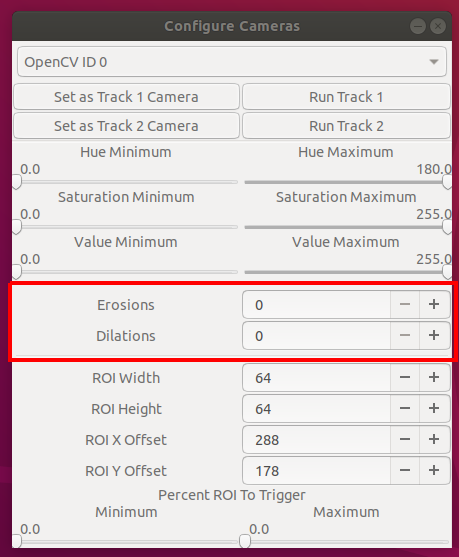 Configure Cameras
OpenCV ID 0
Set as Track 1 Camera Run Track 1
Set as Track 2 Camera Run Track 2
Hue Minimum Hue Maximum
0.0 180.0
Saturation Minimum Saturation Maximum
0.0 255.0
Value Minimum Value Maximum
0.0 255.0
Erosions 0 − +
Dilations 0 − +
ROI Width 64 − +
ROI Height 64 − +
ROI X Offset 288 − +
ROI Y Offset 178 − +
Percent ROI To Trigger
Minimum Maximum
0.0 0.0